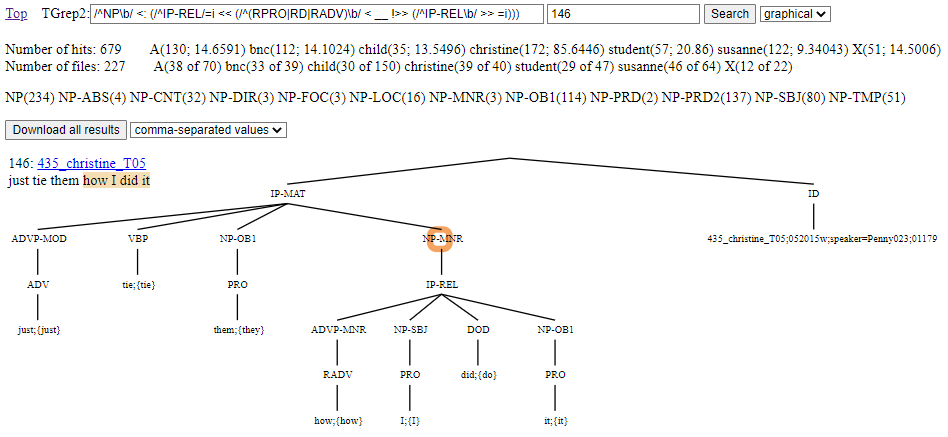 Top TGrep2: /^NP\b/ <: (/^IP-REL/=i << (/^(RPRO|RD|RADV)\b/ < __ !>> (/^IP-REL\b/ >> =i))) 146 Search graphical
Number of hits: 679 A(130; 14.6591) bnc(112; 14.1024) child(35; 13.5496) christine(172; 85.6446) student(57; 20.86) susanne(122; 9.34043) X(51; 14.5006)
Number of files: 227 A(38 of 70) bnc(33 of 39) child(30 of 150) christine(39 of 40) student(29 of 47) susanne(46 of 64) X(12 of 22)
NP(234) NP-ABS(4) NP-CNT(32) NP-DIR(3) NP-FOC(3) NP-LOC(16) NP-MNR(3) NP-OB1(114) NP-PRD(2) NP-PRD2(137) NP-SBJ(80) NP-TMP(51)
Download all results comma-separated values
146: 435_christine_T05
just tie them how I did it
IP-MAT ID
ADVP-MOD VBP NP-OB1 NP-MNR 435_christine_T05;052015w;speaker=Penny023;01179
ADV tie;{tie} PRO IP-REL
just;{just} them;{they} ADVP-MNR NP-SBJ DOD NP-OB1
RADV PRO did;{do} PRO
how;{how} I;{I} it;{it}